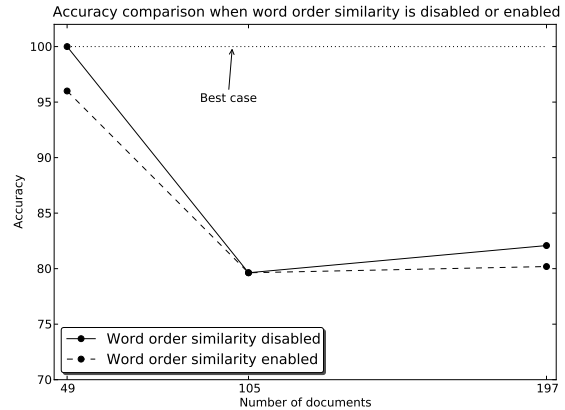 Accuracy comparison when word order similarity is disabled or enabled
100
95
90
85
80
75
70
Accuracy
Best case
Word order similarity disabled
Word order similarity enabled
49
105
197
Number of documents